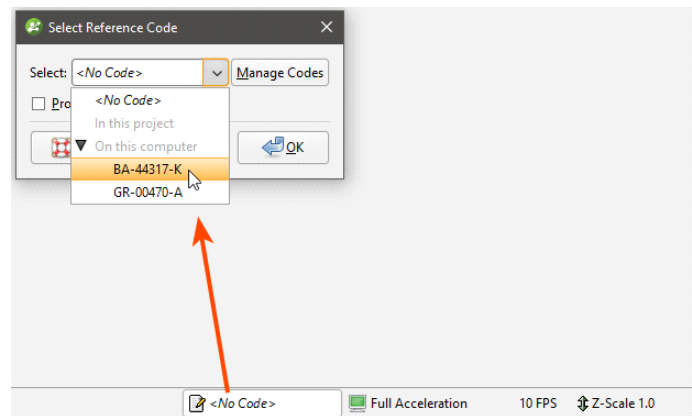 Select Reference Code
Select: <No Code> Manage Codes
Pro
<No Code>
In this project
On this computer
OK
BA-44317-K
GR-00470-A
<No Code> Full Acceleration 10 FPS Z-Scale 1.0